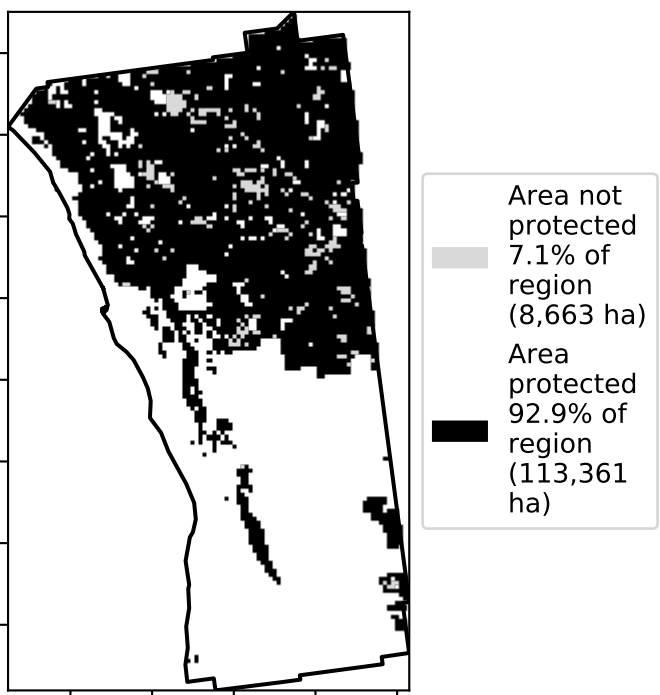 Area not
protected
7.1% of
region
(8,663 ha)
Area
protected
92.9% of
region
(113,361
ha)